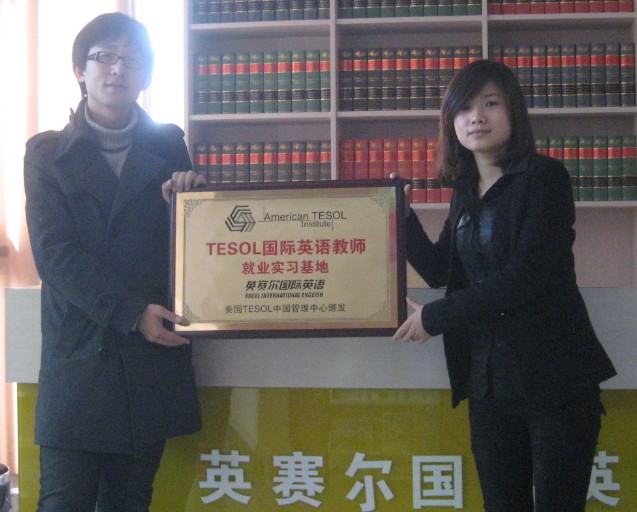 American TESOL
Institute
TESOL国际英语教师
就业实习基地
英赛尔国际英语
EXCEL INTERNATIONAL ENGLISH
美国TESOL中国管理中心颁发
英赛尔国
英